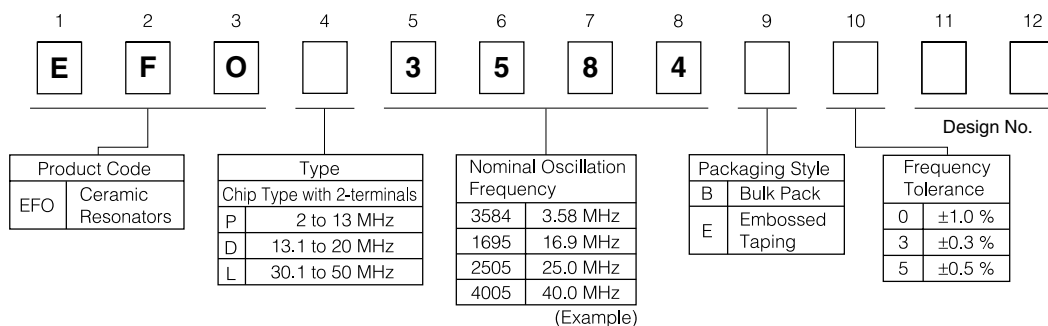 1 2 3 4 5 6 7 8 9 10 11 12
E F O 3 5 8 4
Design No.
Product Code
EFO Ceramic
Resonators
Type
Chip Type with 2-terminals
P 2 to 13 MHz
D 13.1 to 20 MHz
L 30.1 to 50 MHz
Nominal Oscillation
Frequency
3584 3.58 MHz
1695 16.9 MHz
2505 25.0 MHz
4005 40.0 MHz
(Example)
Packaging Style
B Bulk Pack
E Embossed
Taping
Frequency
Tolerance
0 ±1.0 %
3 ±0.3 %
5 ±0.5 %